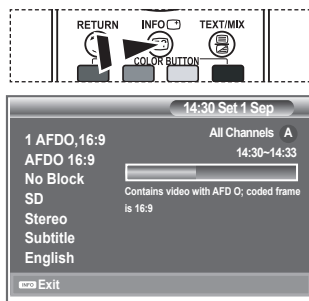 RETURN INFO TEXT/MIX
COLOR BUTTON
14:30 Set 1 Sep
All Channels A
14:30~14:33
1 AFDO,16:9
AFDO 16:9
No Block
SD
Stereo
Subtitle
English
Contains video with AFD O; coded frame
is 16:9
INFO Exit